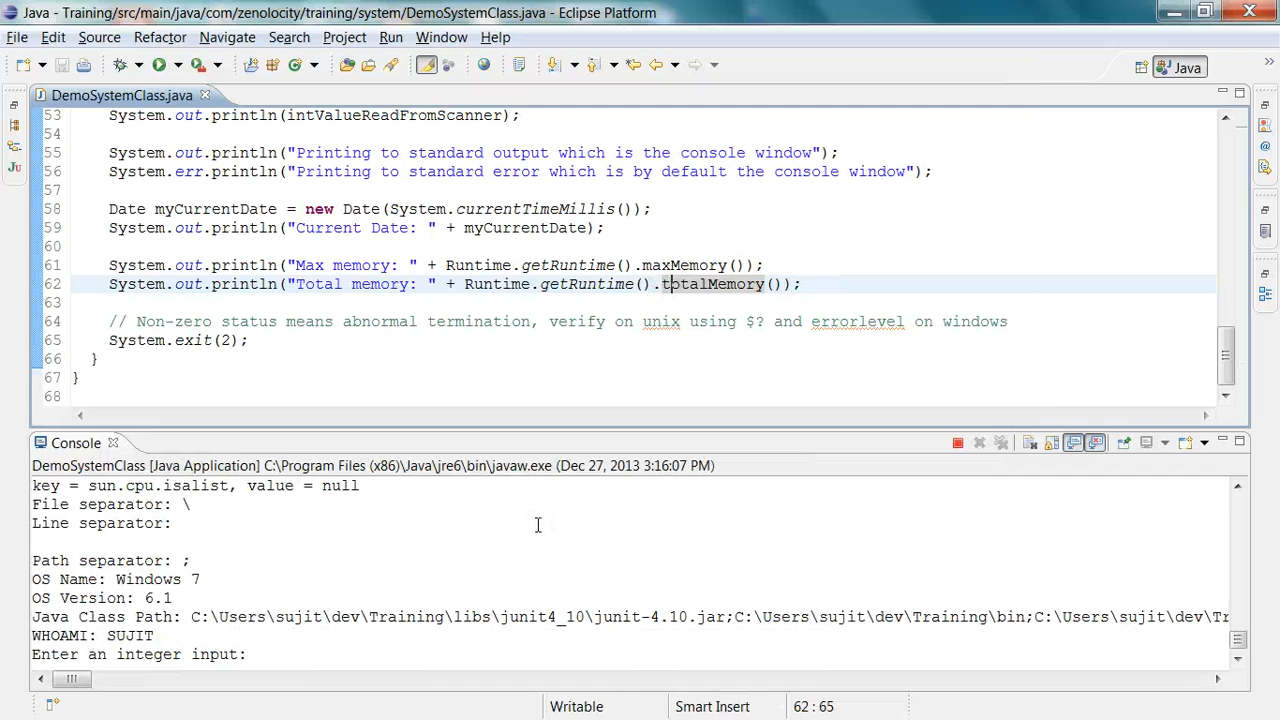 Java - Training/src/main/java/com/zenolocity/training/system/DemoSystemClass.java - Eclipse Platform
File Edit Source Refactor Navigate Search Project Run Window Help
Java
DemoSystemClass.java
53 System.out.println(intValueReadFromScanner);
54
55 System.out.println("Printing to standard output which is the console window");
56 System.err.println("Printing to standard error which is by default the console window");
57
58 Date myCurrentDate = new Date(System.currentTimeMillis());
59 System.out.println("Current Date: " + myCurrentDate);
60
61 System.out.println("Max memory: " + Runtime.getRuntime().maxMemory());
62 System.out.println("Total memory: " + Runtime.getRuntime().totalMemory());
63
64 // Non-zero status means abnormal termination, verify on unix using $? and errorlevel on windows
65 System.exit(2);
66 }
67 }
68
Console
DemoSystemClass [Java Application] C:\Program Files (x86)\Java\jre6\bin\javaw.exe (Dec 27, 2013 3:16:07 PM)
key = sun.cpu.isalist, value = null
File separator: \
Line separator:
Path separator: ;
OS Name: Windows 7
OS Version: 6.1
Java Class Path: C:\Users\sujit\dev\Training\libs\junit4_10\junit-4.10.jar;C:\Users\sujit\dev\Training\bin;C:\Users\sujit\dev\Tr
WHOAMI: SUJIT
Enter an integer input:
Writable Smart Insert 62 : 65